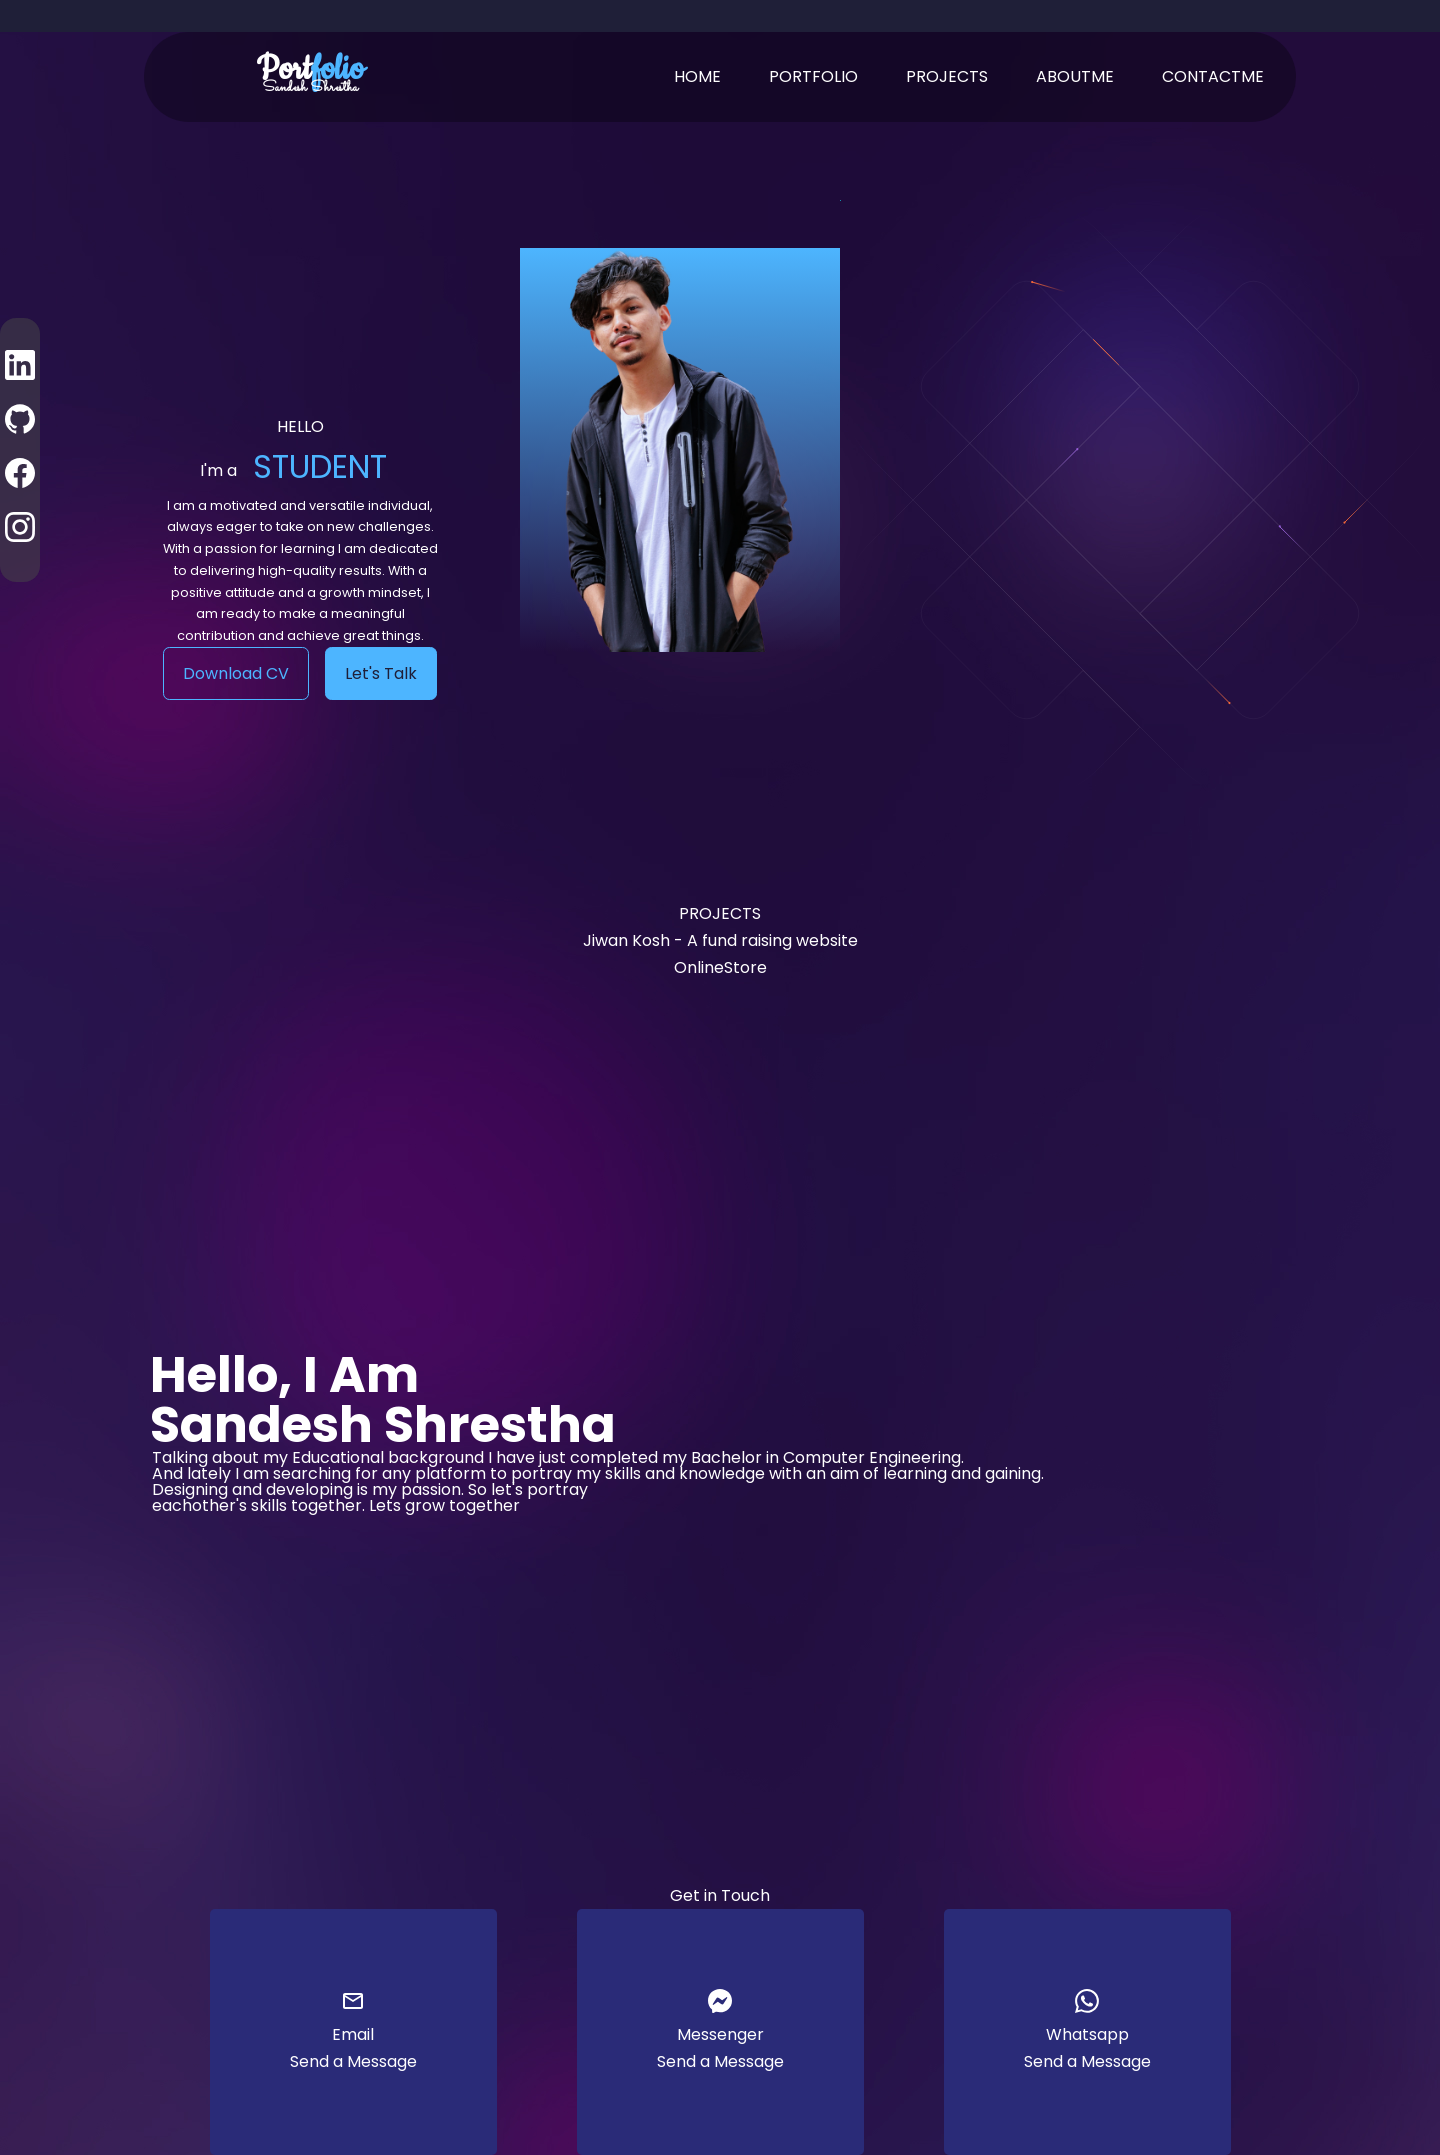 Portfolio
Sandesh Shrestha
HOME PORTFOLIO PROJECTS ABOUTME CONTACTME
HELLO
I'm a STUDENT
I am a motivated and versatile individual,
always eager to take on new challenges.
With a passion for learning I am dedicated
to delivering high-quality results. With a
positive attitude and a growth mindset, I
am ready to make a meaningful
contribution and achieve great things.
Download CV Let's Talk
PROJECTS
Jiwan Kosh - A fund raising website
OnlineStore
Hello, I Am
Sandesh Shrestha
Talking about my Educational background I have just completed my Bachelor in Computer Engineering.
And lately I am searching for any platform to portray my skills and knowledge with an aim of learning and gaining.
Designing and developing is my passion. So let's portray
eachother's skills together. Lets grow together
Get in Touch
Email
Send a Message
Messenger
Send a Message
Whatsapp
Send a Message